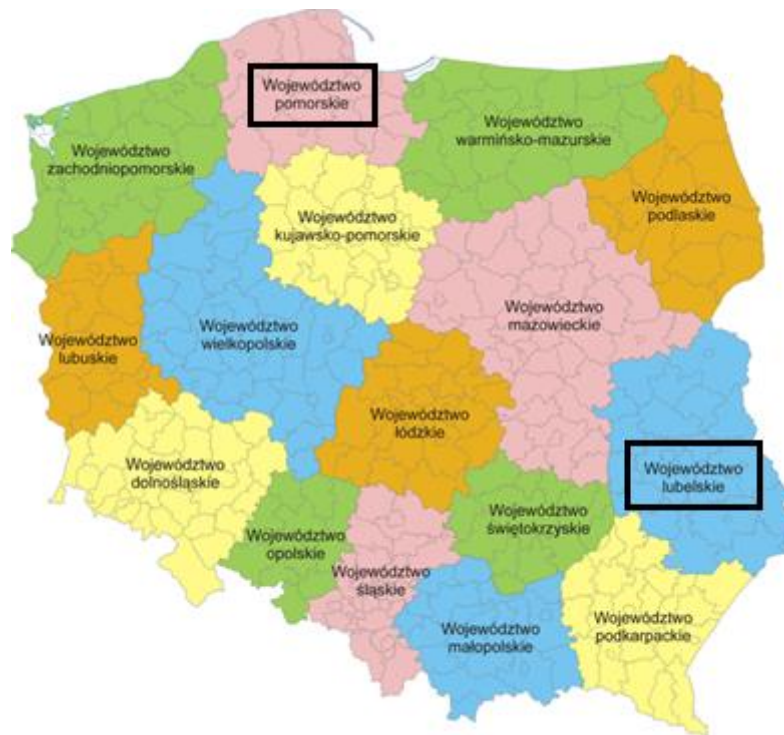 Województwo
pomorskie
Województwo
zachodniopomorskie
Województwo
warmińsko-mazurskie
Województwo
podlaskie
Województwo
kujawsko-pomorskie
Województwo
mazowieckie
Województwo
wielkopolskie
Województwo
lubuskie
Województwo
łódzkie
Województwo
lubelskie
Województwo
dolnośląskie
Województwo
świętokrzyskie
Województwo
opolskie
Województwo
śląskie
Województwo
podkarpackie
Województwo
małopolskie